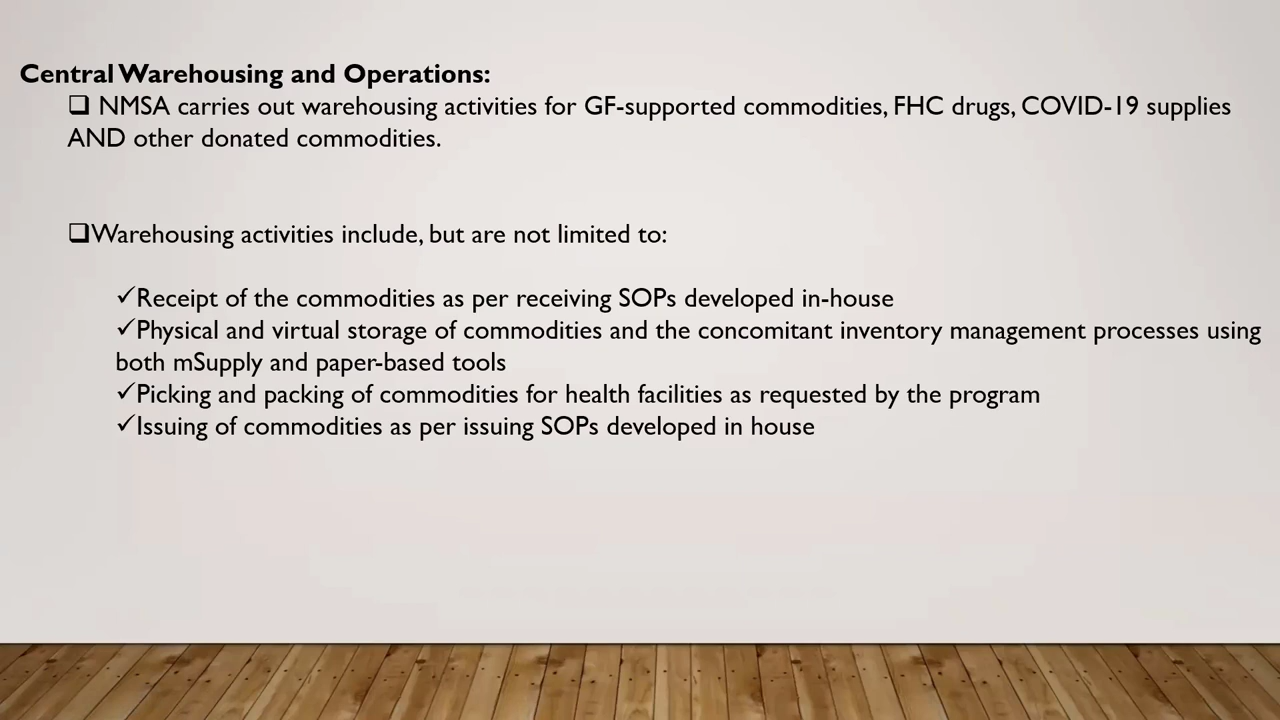 Central Warehousing and Operations:
❑ NMSA carries out warehousing activities for GF-supported commodities, FHC drugs, COVID-19 supplies
AND other donated commodities.
❑Warehousing activities include, but are not limited to:
✓Receipt of the commodities as per receiving SOPs developed in-house
✓Physical and virtual storage of commodities and the concomitant inventory management processes using
both mSupply and paper-based tools
✓Picking and packing of commodities for health facilities as requested by the program
✓Issuing of commodities as per issuing SOPs developed in house